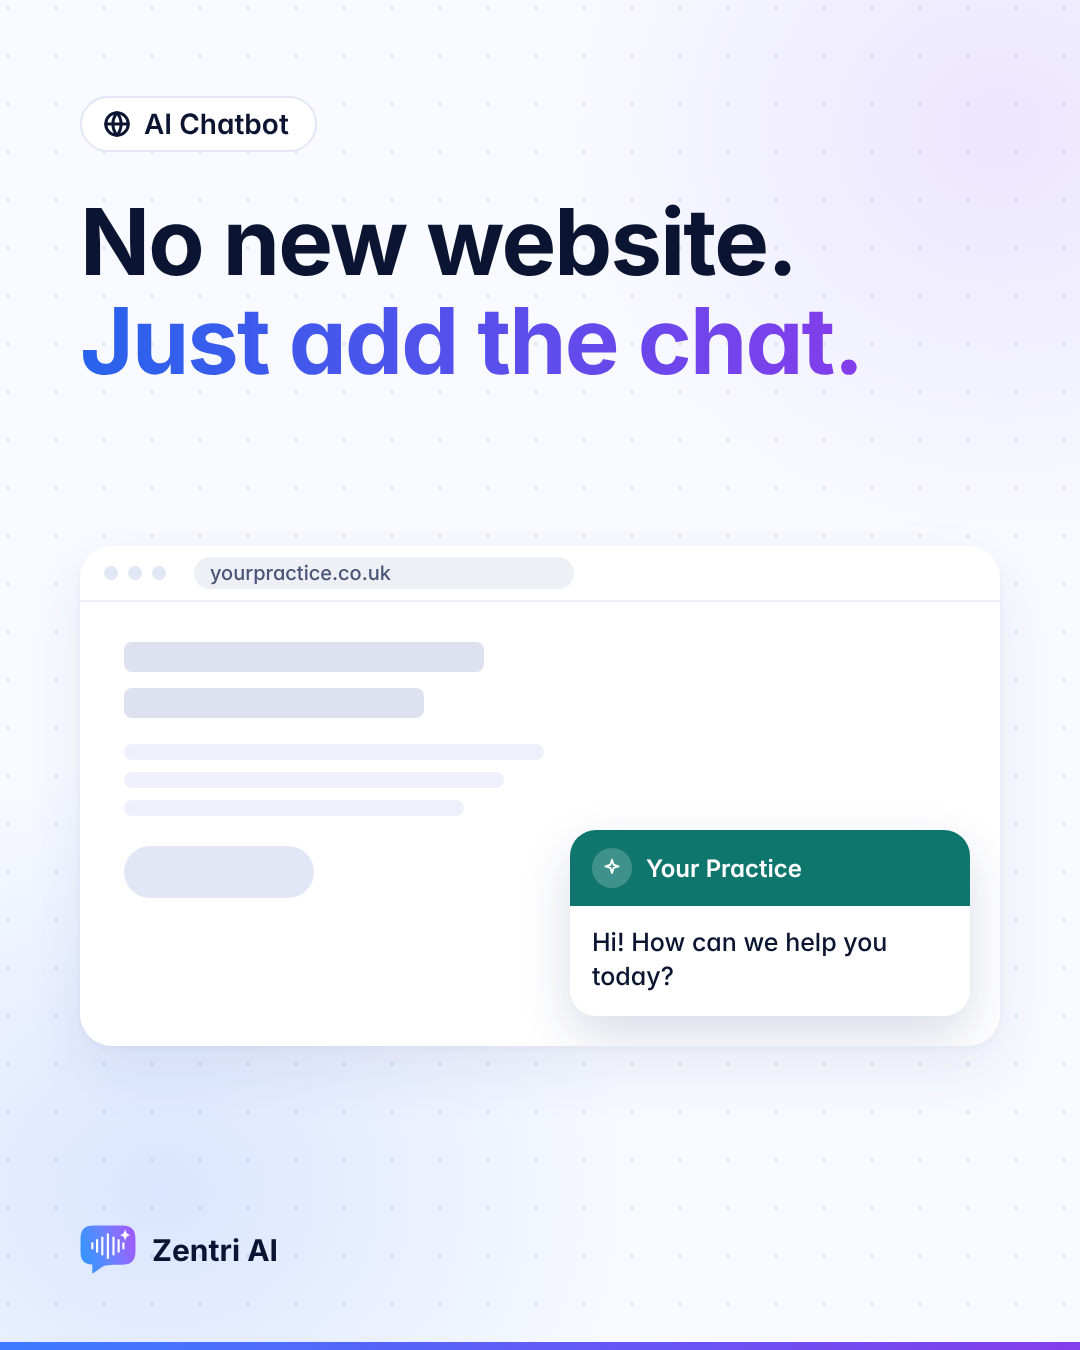 AI Chatbot
No new website.
Just add the chat.
yourpractice.co.uk
Your Practice
Hi! How can we help you
today?
Zentri AI